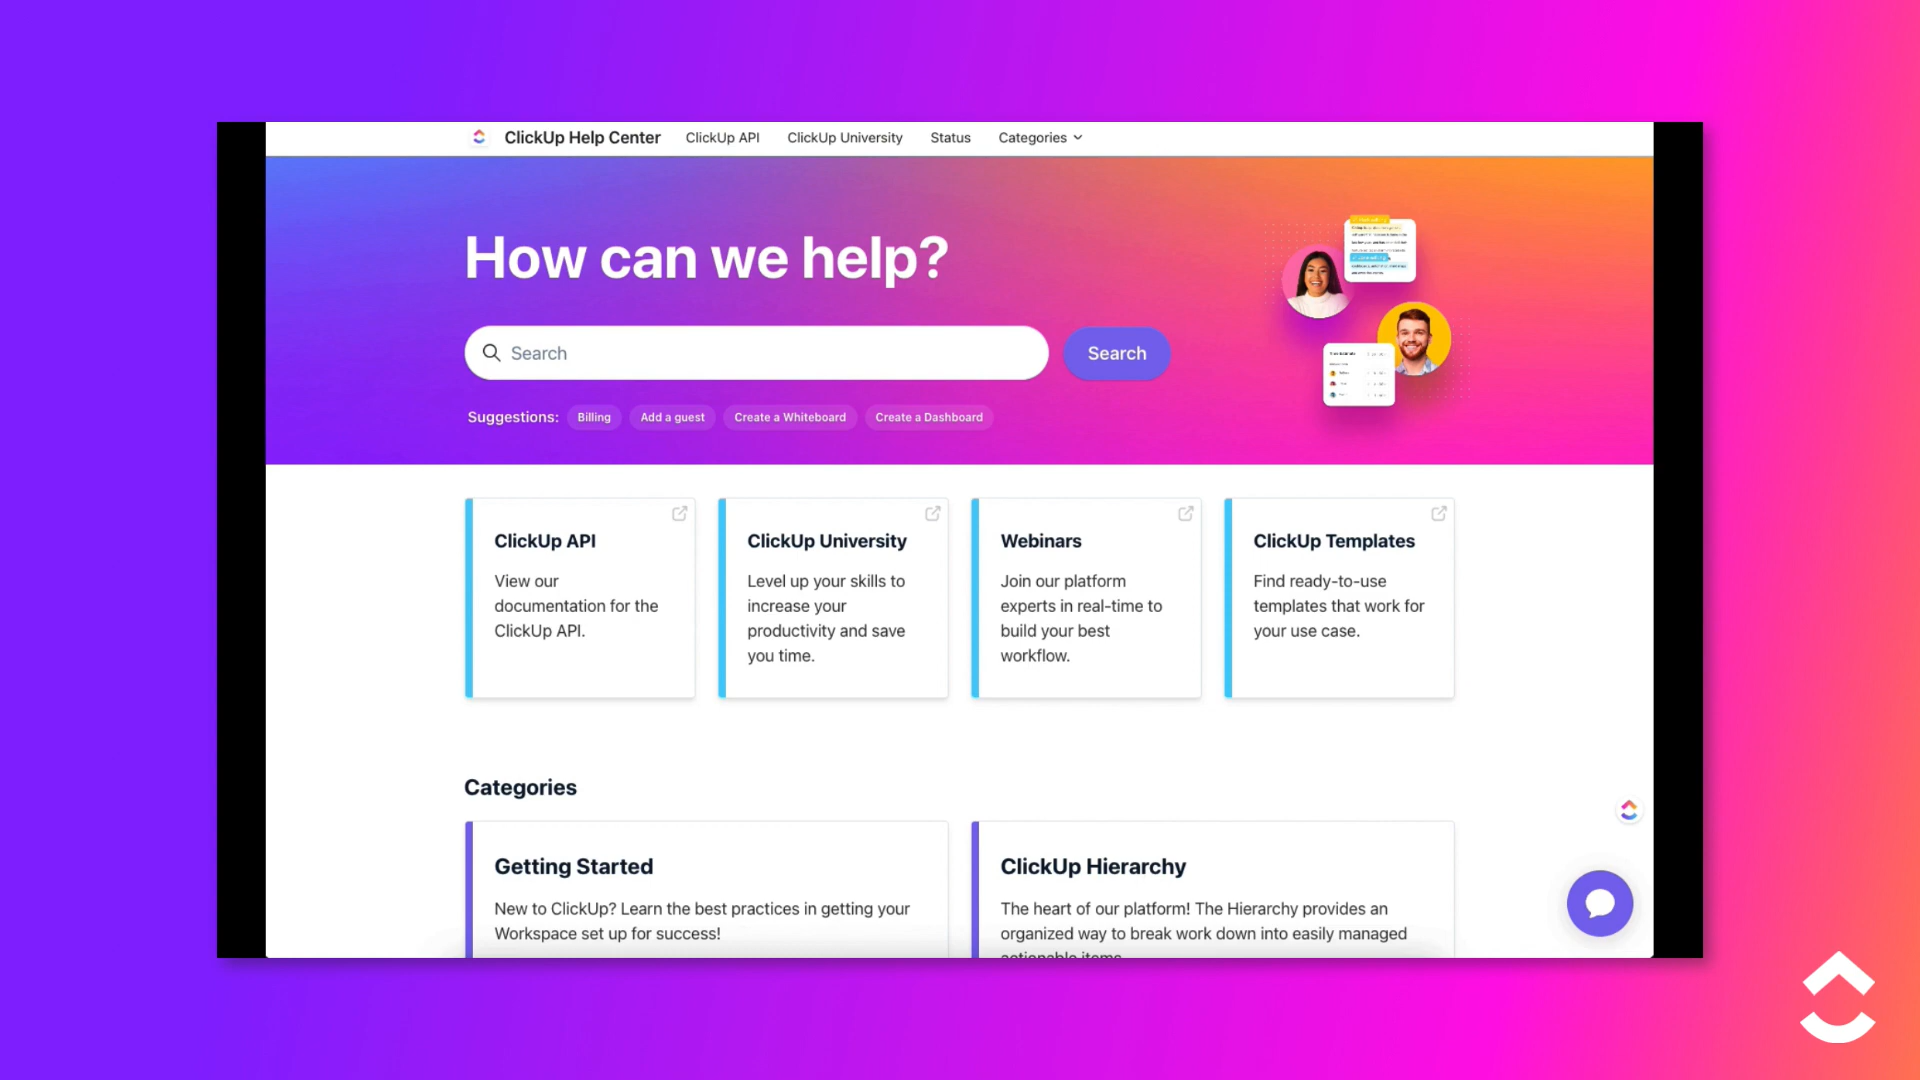 ClickUp Help Center ClickUp API ClickUp University Status Categories
How can we help?
Search Search
Suggestions: Billing Add a guest Create a Whiteboard Create a Dashboard
ClickUp API
View our
documentation for the
ClickUp API.
ClickUp University
Level up your skills to
increase your
productivity and save
you time.
Webinars
Join our platform
experts in real-time to
build your best
workflow.
ClickUp Templates
Find ready-to-use
templates that work for
your use case.
Categories
Getting Started
New to ClickUp? Learn the best practices in getting your
Workspace set up for success!
ClickUp Hierarchy
The heart of our platform! The Hierarchy provides an
organized way to break work down into easily managed
actionable items